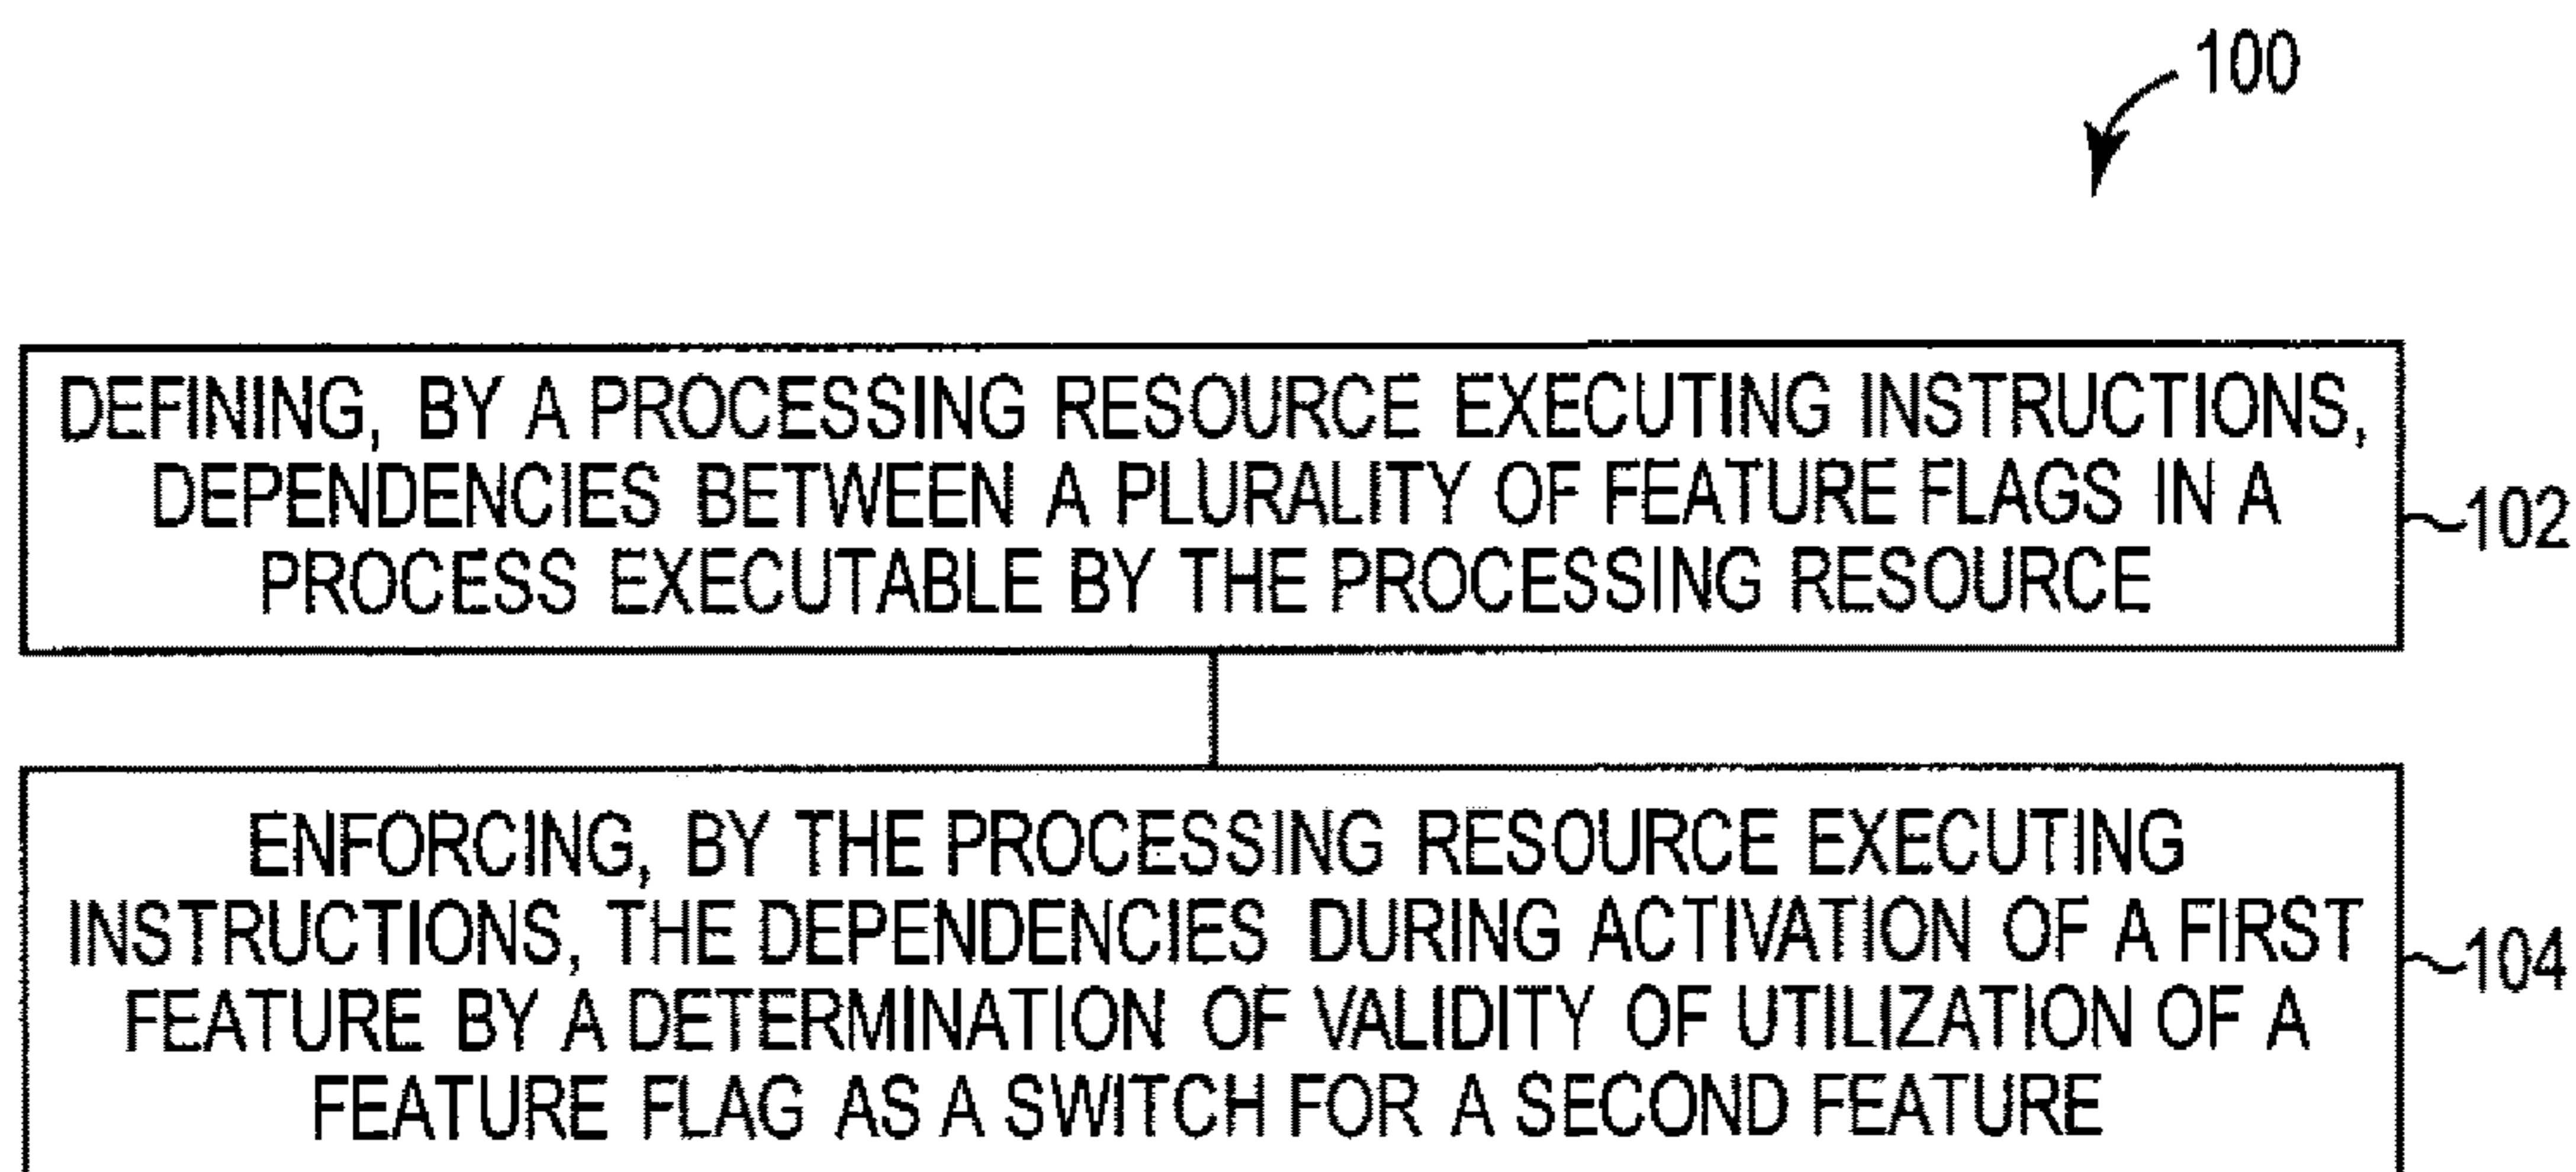 100
DEFINING, BY A PROCESSING RESOURCE EXECUTING INSTRUCTIONS,
DEPENDENCIES BETWEEN A PLURALITY OF FEATURE FLAGS IN A
PROCESS EXECUTABLE BY THE PROCESSING RESOURCE
102
ENFORCING, BY THE PROCESSING RESOURCE EXECUTING
INSTRUCTIONS, THE DEPENDENCIES DURING ACTIVATION OF A FIRST
FEATURE BY A DETERMINATION OF VALIDITY OF UTILIZATION OF A
FEATURE FLAG AS A SWITCH FOR A SECOND FEATURE
104